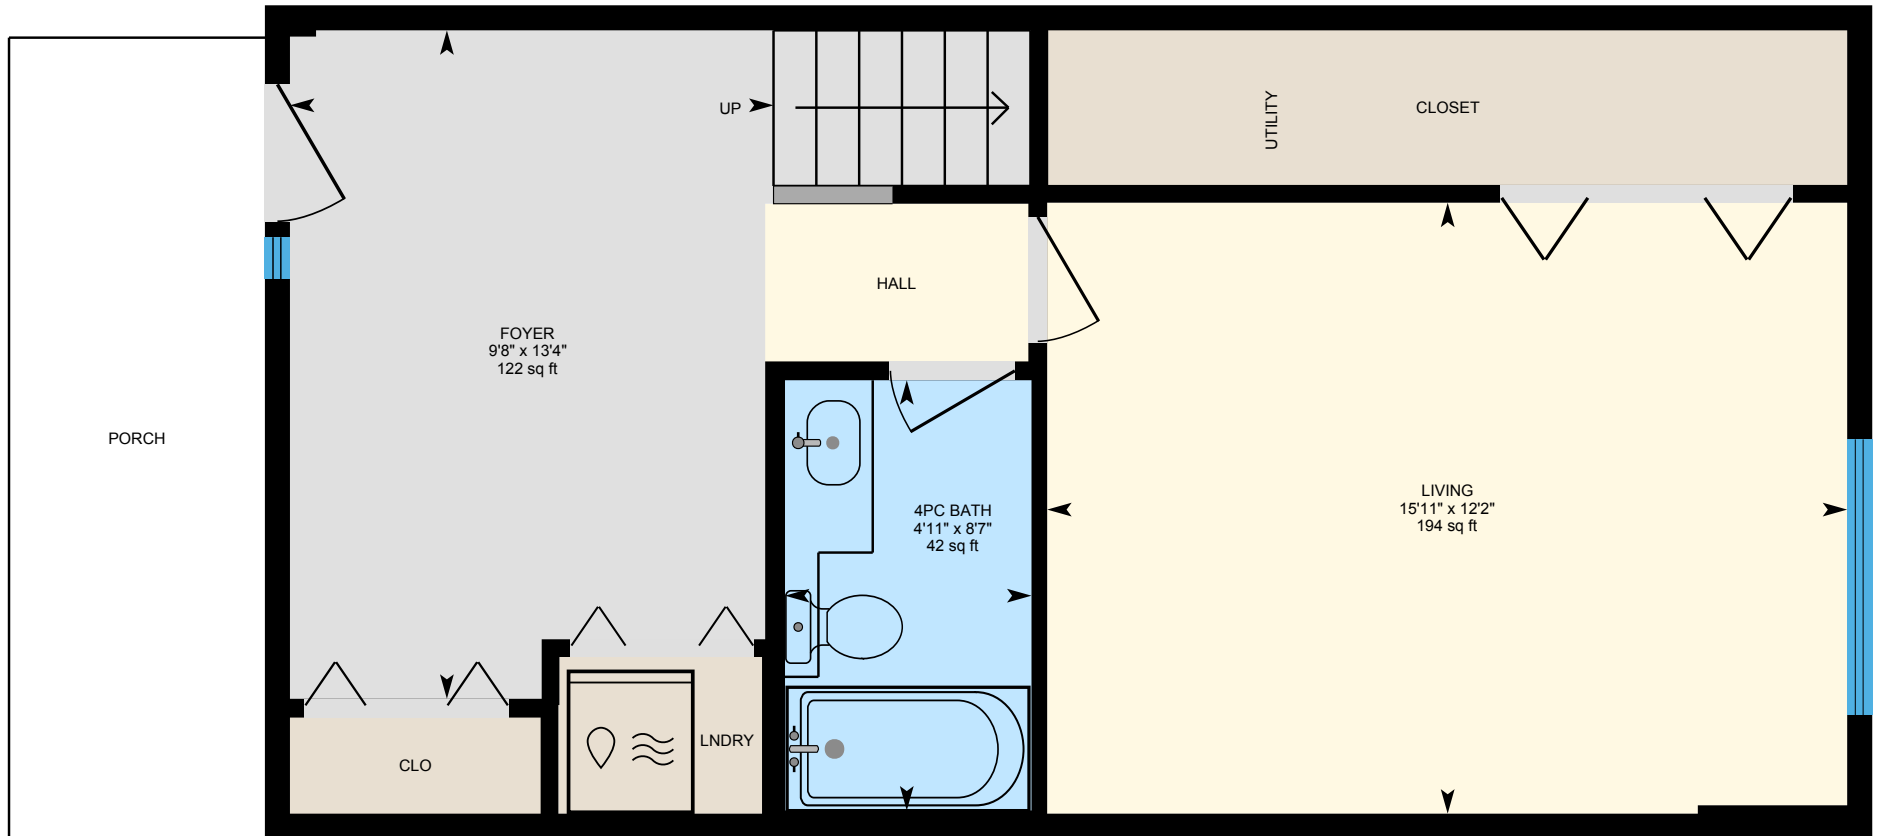 UP
UTILITY
CLOSET
HALL
FOYER
9'8" x 13'4"
122 sq ft
PORCH
4PC BATH
4'11" x 8'7"
42 sq ft
LIVING
15'11" x 12'2"
194 sq ft
LNDRY
CLO